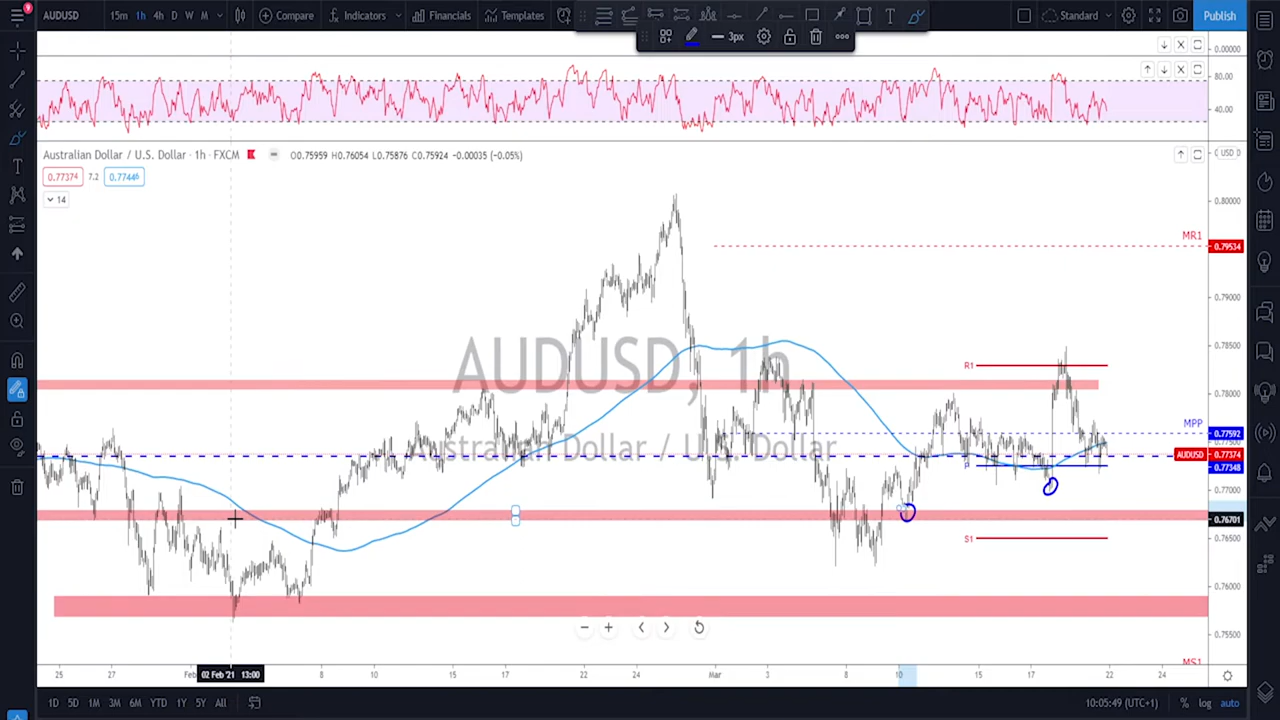 AUDUSD 15m 1h 4h D W M Compare Indicators Financials Templates Standard Publish
3px
0.00000
80.00
40.00
Australian Dollar / U.S. Dollar · 1h · FXCM O0.75959 H0.76054 L0.75876 C0.75924 −0.00035 (−0.05%)
USD
0.77374 7.2 0.77446
14
0.80000
MR1
0.79534
0.79000
0.78500
AUDUSD, 1h
R1
0.78000
MPP
0.77592
Australian Dollar / U.S. Dollar
AUDUSD 0.77374
P
0.77348
0.77000
0.76701
S1
0.76500
0.76000
0.75500
MS1
25 27 Feb 02 Feb '21 13:00 8 10 15 17 22 24 Mar 3 8 10 15 17 22 24
1D 5D 1M 3M 6M YTD 1Y 5Y All 10:05:49 (UTC+1) % log auto